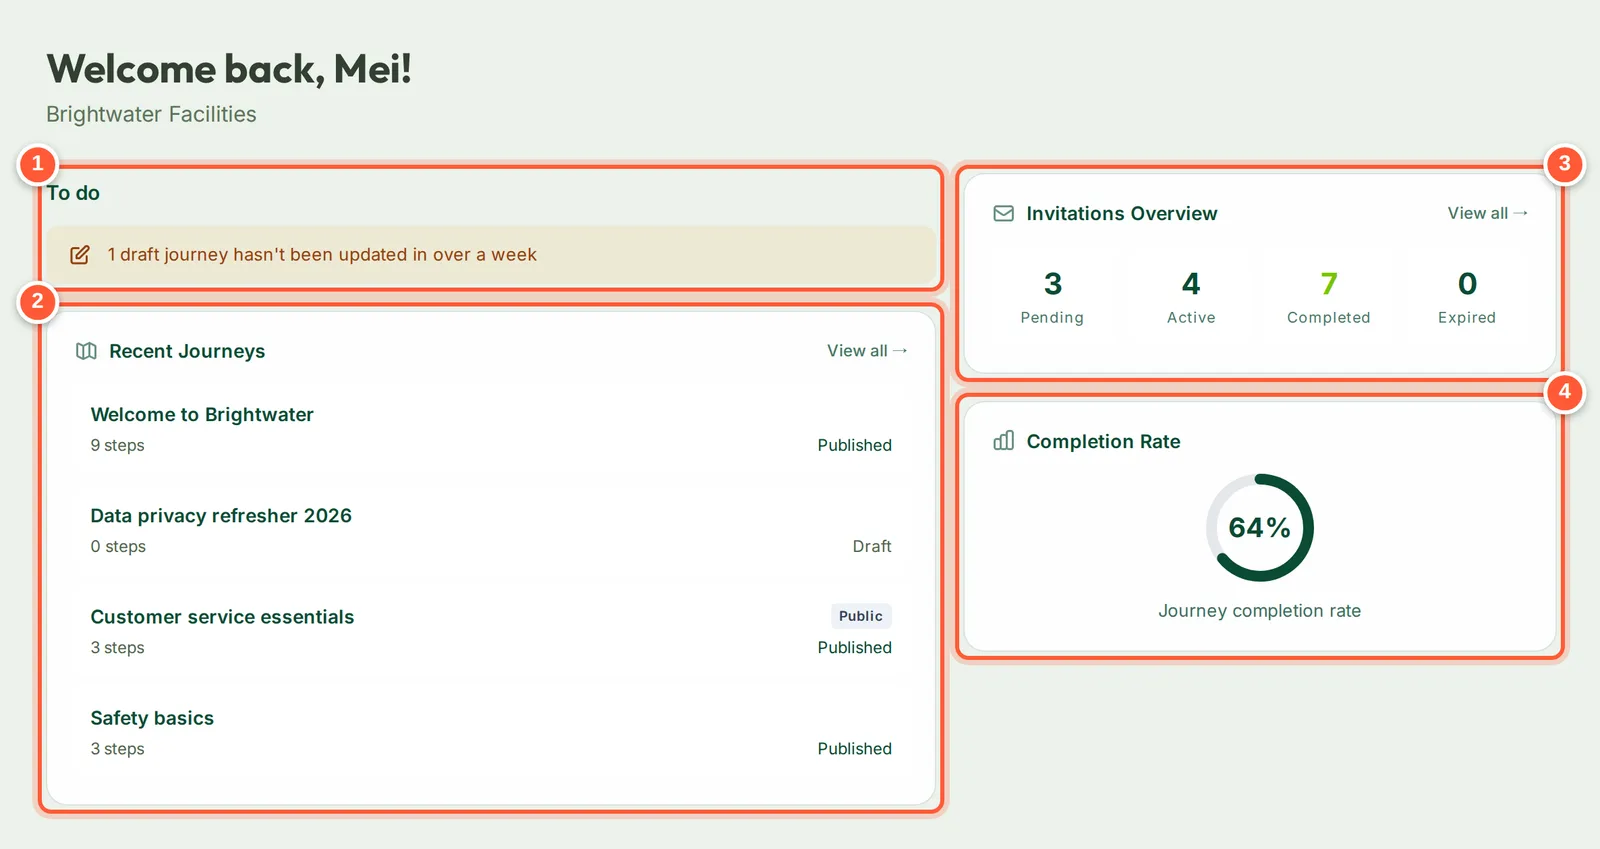 Welcome back, Mei!
Brightwater Facilities
1
To do
1 draft journey hasn't been updated in over a week
2
Recent Journeys
View all →
Welcome to Brightwater
9 steps
Published
Data privacy refresher 2026
0 steps
Draft
Customer service essentials
Public
3 steps
Published
Safety basics
3 steps
Published
3
Invitations Overview
View all →
3
Pending
4
Active
7
Completed
0
Expired
4
Completion Rate
64%
Journey completion rate